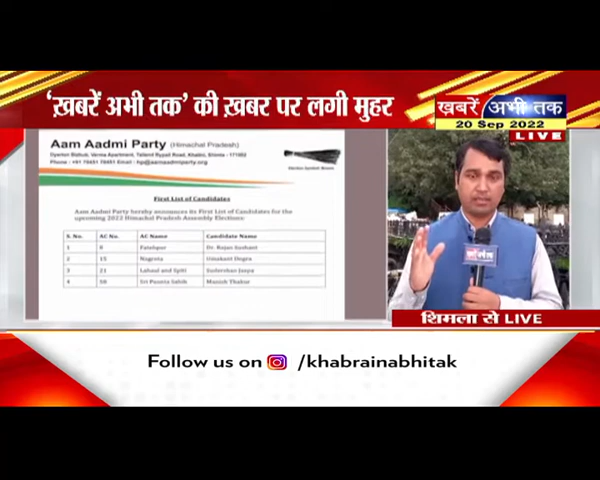 ‘ख़बरें अभी तक’ की ख़बर पर लगी मुहर
ख़बरें अभी तक
20 Sep 2022
LIVE
Aam Aadmi Party (Himachal Pradesh)
First List of Candidates
Aam Aadmi Party hereby announces its First List of Candidates for the
upcoming 2022 Himachal Pradesh Assembly Elections:
S. No. AC No. AC Name Candidate Name
1 8 Fatehpur Dr. Rajan Sushant
2 15 Nagrota Umakant Dogra
3 21 Lahaul and Spiti Sudershan Jaspa
4 58 Sri Paonta Sahib Manish Thakur
शिमला से LIVE
Follow us on /khabrainabhitak